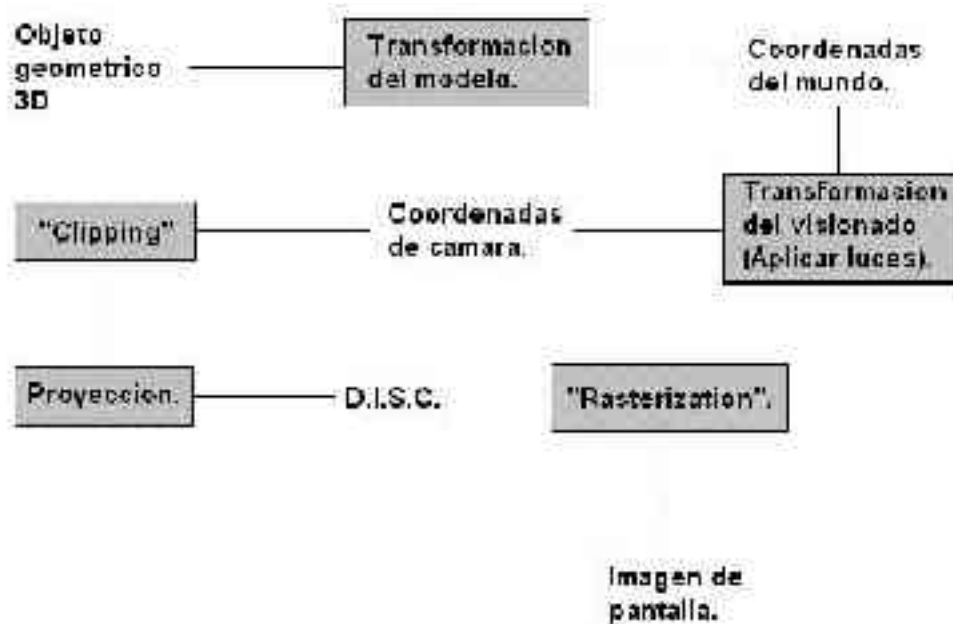 Objeto
geometrico
3D
Transformacion
del modelo.
Coordenadas
del mundo.
Transformacion
del visionado
(Aplicar luces).
Coordenadas
de camara.
"Clipping"
Proyeccion.
D.I.S.C.
"Rasterization".
Imagen de
pantalla.